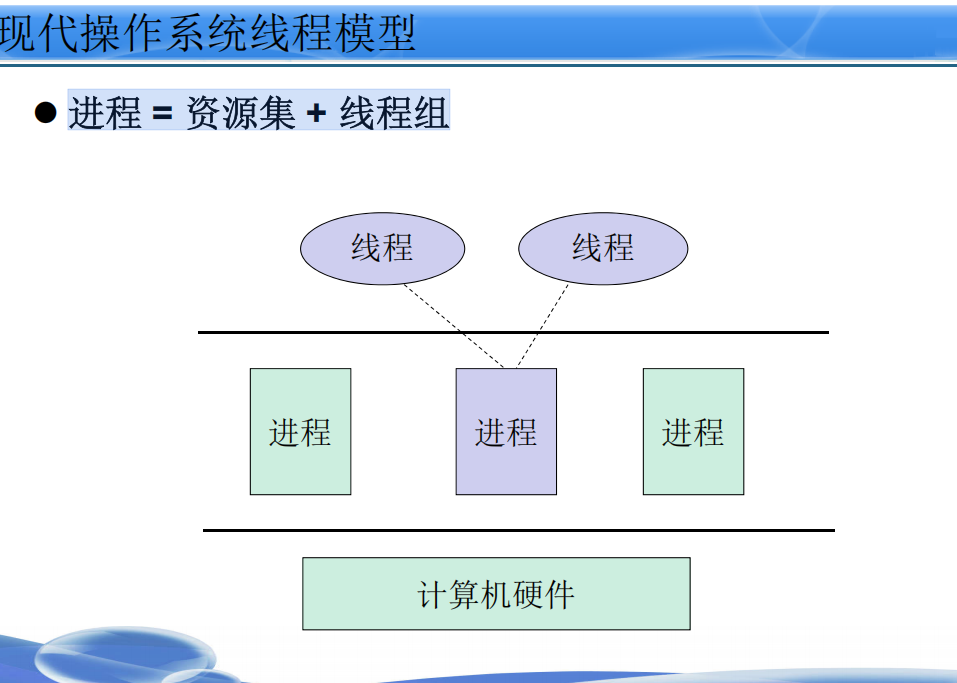 现代操作系统线程模型
● 进程 = 资源集 + 线程组
线程 线程
进程 进程 进程
计算机硬件